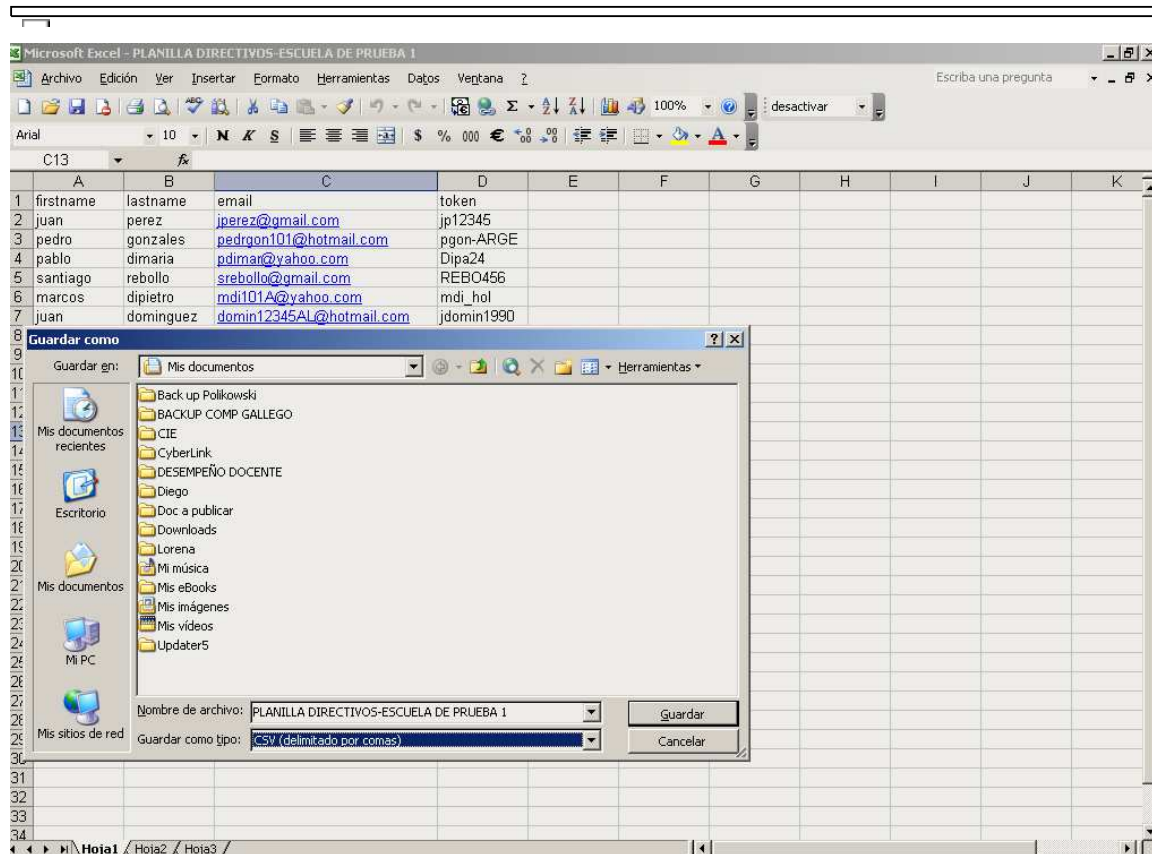 Microsoft Excel - PLANILLA DIRECTIVOS-ESCUELA DE PRUEBA 1
Archivo Edición Ver Insertar Formato Herramientas Datos Ventana ? Escriba una pregunta
100% desactivar
Arial 10 N K S $ % 000 €
C13 fx
A B C D E F G H I J K
1 firstname lastname email token
2 juan perez jperez@gmail.com jp12345
3 pedro gonzales pedrgon101@hotmail.com pgon-ARGE
4 pablo dimaria pdimar@yahoo.com Dipa24
5 santiago rebollo srebollo@gmail.com REBO456
6 marcos dipietro mdi101A@yahoo.com mdi_hol
7 juan dominguez domin12345AL@hotmail.com jdomin1990
8
Guardar como
9
Guardar en: Mis documentos Herramientas
Back up Polikowski
BACKUP COMP GALLEGO
CIE
CyberLink
DESEMPEÑO DOCENTE
Diego
Doc a publicar
Downloads
Lorena
Mi música
Mis eBooks
Mis imágenes
Mis vídeos
Updater5
Mis documentos recientes
Escritorio
Mis documentos
Mi PC
Mis sitios de red
Nombre de archivo: PLANILLA DIRECTIVOS-ESCUELA DE PRUEBA 1 Guardar
Guardar como tipo: CSV (delimitado por comas) Cancelar
31
32
33
34
Hoja1 / Hoja2 / Hoja3 /